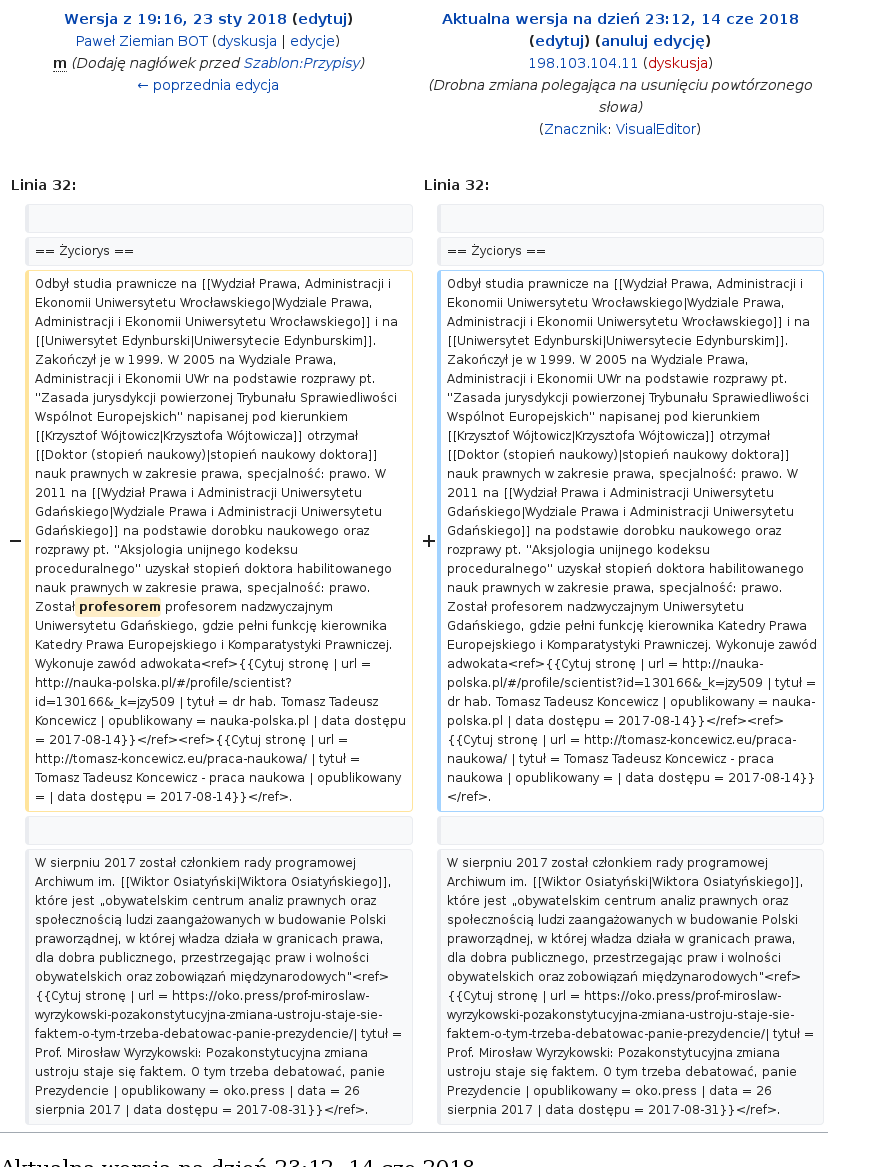 Wersja z 19:16, 23 sty 2018 (edytuj)
Paweł Ziemian BOT (dyskusja | edycje)
m (Dodaję nagłówek przed Szablon:Przypisy)
← poprzednia edycja
Aktualna wersja na dzień 23:12, 14 cze 2018
(edytuj) (anuluj edycję)
198.103.104.11 (dyskusja)
(Drobna zmiana polegająca na usunięciu powtórzonego
słowa)
(Znacznik: VisualEditor)
Linia 32:
Linia 32:
== Życiorys ==
== Życiorys ==
−
Odbył studia prawnicze na [[Wydział Prawa, Administracji i
Ekonomii Uniwersytetu Wrocławskiego|Wydziale Prawa,
Administracji i Ekonomii Uniwersytetu Wrocławskiego]] i na
[[Uniwersytet Edynburski|Uniwersytecie Edynburskim]].
Zakończył je w 1999. W 2005 na Wydziale Prawa,
Administracji i Ekonomii UWr na podstawie rozprawy pt.
''Zasada jurysdykcji powierzonej Trybunału Sprawiedliwości
Wspólnot Europejskich'' napisanej pod kierunkiem
[[Krzysztof Wójtowicz|Krzysztofa Wójtowicza]] otrzymał
[[Doktor (stopień naukowy)|stopień naukowy doktora]]
nauk prawnych w zakresie prawa, specjalność: prawo. W
2011 na [[Wydział Prawa i Administracji Uniwersytetu
Gdańskiego|Wydziale Prawa i Administracji Uniwersytetu
Gdańskiego]] na podstawie dorobku naukowego oraz
rozprawy pt. ''Aksjologia unijnego kodeksu
proceduralnego'' uzyskał stopień doktora habilitowanego
nauk prawnych w zakresie prawa, specjalność: prawo.
Został profesorem profesorem nadzwyczajnym
Uniwersytetu Gdańskiego, gdzie pełni funkcję kierownika
Katedry Prawa Europejskiego i Komparatystyki Prawniczej.
Wykonuje zawód adwokata<ref>{{Cytuj stronę | url =
http://nauka-polska.pl/#/profile/scientist?
id=130166&_k=jzy509 | tytuł = dr hab. Tomasz Tadeusz
Koncewicz | opublikowany = nauka-polska.pl | data dostępu
= 2017-08-14}}</ref><ref>{{Cytuj stronę | url =
http://tomasz-koncewicz.eu/praca-naukowa/ | tytuł =
Tomasz Tadeusz Koncewicz - praca naukowa | opublikowany
= | data dostępu = 2017-08-14}}</ref>.
+
Odbył studia prawnicze na [[Wydział Prawa, Administracji i
Ekonomii Uniwersytetu Wrocławskiego|Wydziale Prawa,
Administracji i Ekonomii Uniwersytetu Wrocławskiego]] i na
[[Uniwersytet Edynburski|Uniwersytecie Edynburskim]].
Zakończył je w 1999. W 2005 na Wydziale Prawa,
Administracji i Ekonomii UWr na podstawie rozprawy pt.
''Zasada jurysdykcji powierzonej Trybunału Sprawiedliwości
Wspólnot Europejskich'' napisanej pod kierunkiem
[[Krzysztof Wójtowicz|Krzysztofa Wójtowicza]] otrzymał
[[Doktor (stopień naukowy)|stopień naukowy doktora]]
nauk prawnych w zakresie prawa, specjalność: prawo. W
2011 na [[Wydział Prawa i Administracji Uniwersytetu
Gdańskiego|Wydziale Prawa i Administracji Uniwersytetu
Gdańskiego]] na podstawie dorobku naukowego oraz
rozprawy pt. ''Aksjologia unijnego kodeksu
proceduralnego'' uzyskał stopień doktora habilitowanego
nauk prawnych w zakresie prawa, specjalność: prawo.
Został profesorem nadzwyczajnym Uniwersytetu
Gdańskiego, gdzie pełni funkcję kierownika Katedry Prawa
Europejskiego i Komparatystyki Prawniczej. Wykonuje zawód
adwokata<ref>{{Cytuj stronę | url = http://nauka-
polska.pl/#/profile/scientist?id=130166&_k=jzy509 | tytuł =
dr hab. Tomasz Tadeusz Koncewicz | opublikowany = nauka-
polska.pl | data dostępu = 2017-08-14}}</ref><ref>
{{Cytuj stronę | url = http://tomasz-koncewicz.eu/praca-
naukowa/ | tytuł = Tomasz Tadeusz Koncewicz - praca
naukowa | opublikowany = | data dostępu = 2017-08-14}}
</ref>.
W sierpniu 2017 został członkiem rady programowej
Archiwum im. [[Wiktor Osiatyński|Wiktora Osiatyńskiego]],
które jest „obywatelskim centrum analiz prawnych oraz
społecznością ludzi zaangażowanych w budowanie Polski
praworządnej, w której władza działa w granicach prawa,
dla dobra publicznego, przestrzegając praw i wolności
obywatelskich oraz zobowiązań międzynarodowych"<ref>
{{Cytuj stronę | url = https://oko.press/prof-miroslaw-
wyrzykowski-pozakonstytucyjna-zmiana-ustroju-staje-sie-
faktem-o-tym-trzeba-debatowac-panie-prezydencie/| tytuł =
Prof. Mirosław Wyrzykowski: Pozakonstytucyjna zmiana
ustroju staje się faktem. O tym trzeba debatować, panie
Prezydencie | opublikowany = oko.press | data = 26
sierpnia 2017 | data dostępu = 2017-08-31}}</ref>.
W sierpniu 2017 został członkiem rady programowej
Archiwum im. [[Wiktor Osiatyński|Wiktora Osiatyńskiego]],
które jest „obywatelskim centrum analiz prawnych oraz
społecznością ludzi zaangażowanych w budowanie Polski
praworządnej, w której władza działa w granicach prawa,
dla dobra publicznego, przestrzegając praw i wolności
obywatelskich oraz zobowiązań międzynarodowych"<ref>
{{Cytuj stronę | url = https://oko.press/prof-miroslaw-
wyrzykowski-pozakonstytucyjna-zmiana-ustroju-staje-sie-
faktem-o-tym-trzeba-debatowac-panie-prezydencie/| tytuł =
Prof. Mirosław Wyrzykowski: Pozakonstytucyjna zmiana
ustroju staje się faktem. O tym trzeba debatować, panie
Prezydencie | opublikowany = oko.press | data = 26
sierpnia 2017 | data dostępu = 2017-08-31}}</ref>.
Aktualna wersja na dzień 23:12, 14 cze 2018